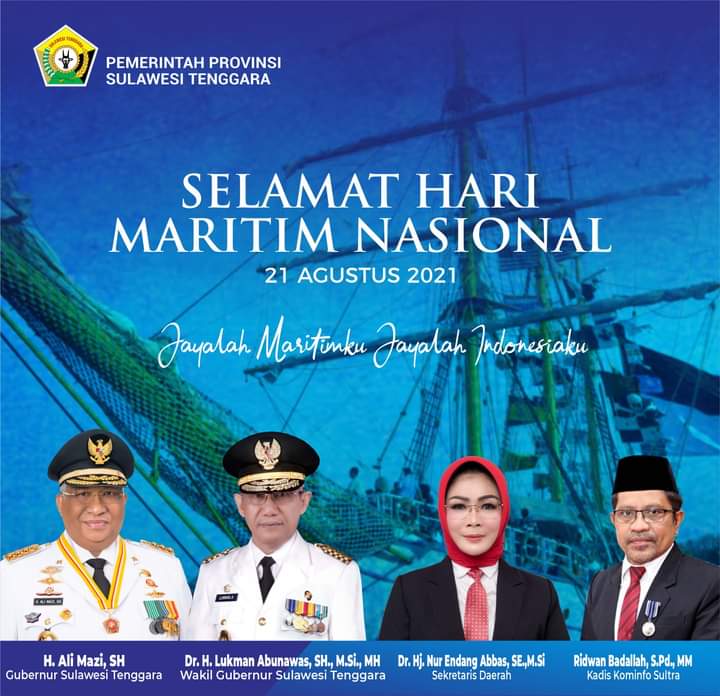 PEMERINTAH PROVINSI
SULAWESI TENGGARA
SELAMAT HARI
MARITIM NASIONAL
21 AGUSTUS 2021
Jayalah Maritimku Jayalah Indonesiaku
H. Ali Mazi, SH
Gubernur Sulawesi Tenggara
Dr. H. Lukman Abunawas, SH., M.Si., MH
Wakil Gubernur Sulawesi Tenggara
Dr. Hj. Nur Endang Abbas, SE.,M.Si
Sekretaris Daerah
Ridwan Badallah, S.Pd., MM
Kadis Kominfo Sultra